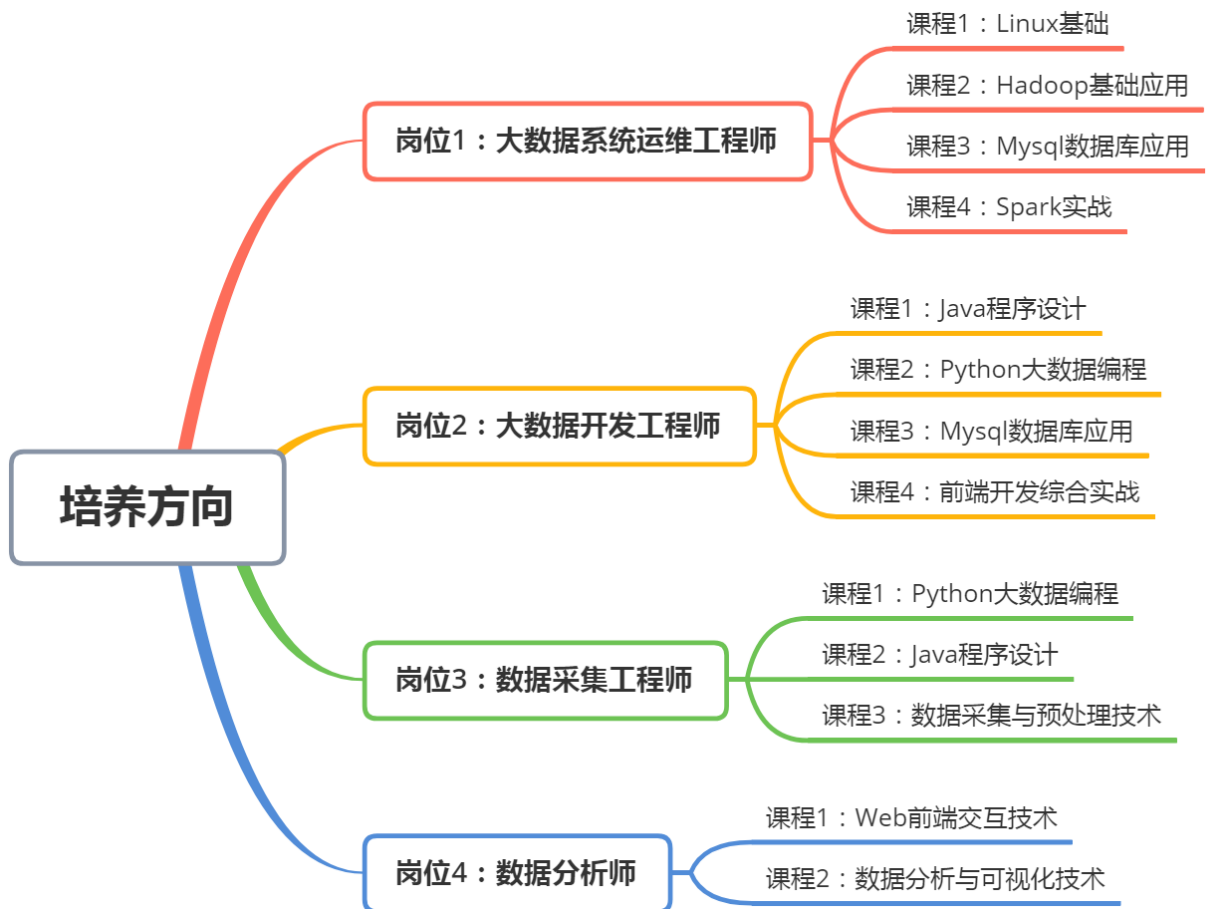 培养方向
岗位1：大数据系统运维工程师
课程1：Linux基础
课程2：Hadoop基础应用
课程3：Mysql数据库应用
课程4：Spark实战
岗位2：大数据开发工程师
课程1：Java程序设计
课程2：Python大数据编程
课程3：Mysql数据库应用
课程4：前端开发综合实战
岗位3：数据采集工程师
课程1：Python大数据编程
课程2：Java程序设计
课程3：数据采集与预处理技术
岗位4：数据分析师
课程1：Web前端交互技术
课程2：数据分析与可视化技术